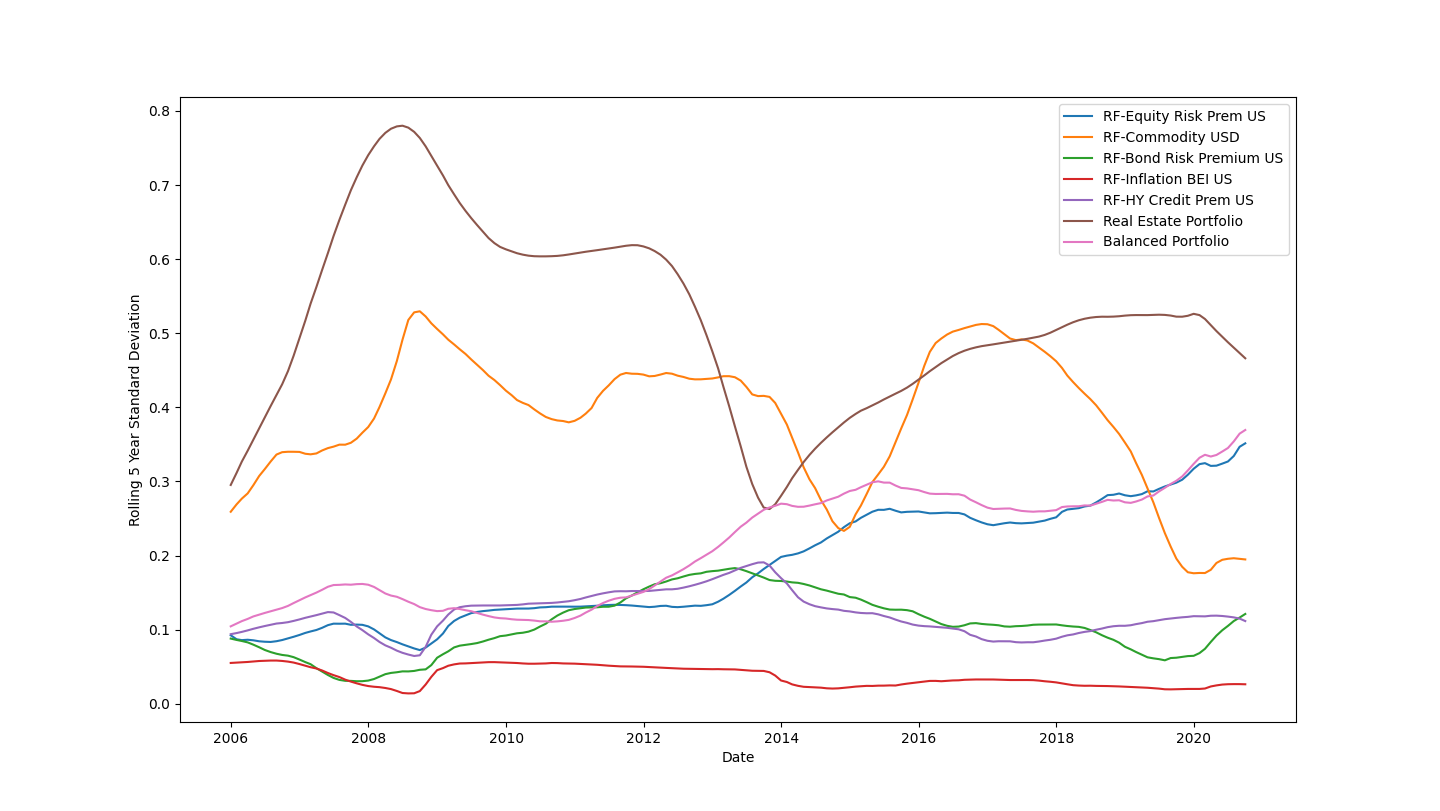 0.8
0.7
0.6
0.5
0.4
0.3
0.2
0.1
0.0
Rolling 5 Year Standard Deviation
RF-Equity Risk Prem US
RF-Commodity USD
RF-Bond Risk Premium US
RF-Inflation BEI US
RF-HY Credit Prem US
Real Estate Portfolio
Balanced Portfolio
2006 2008 2010 2012 2014 2016 2018 2020
Date